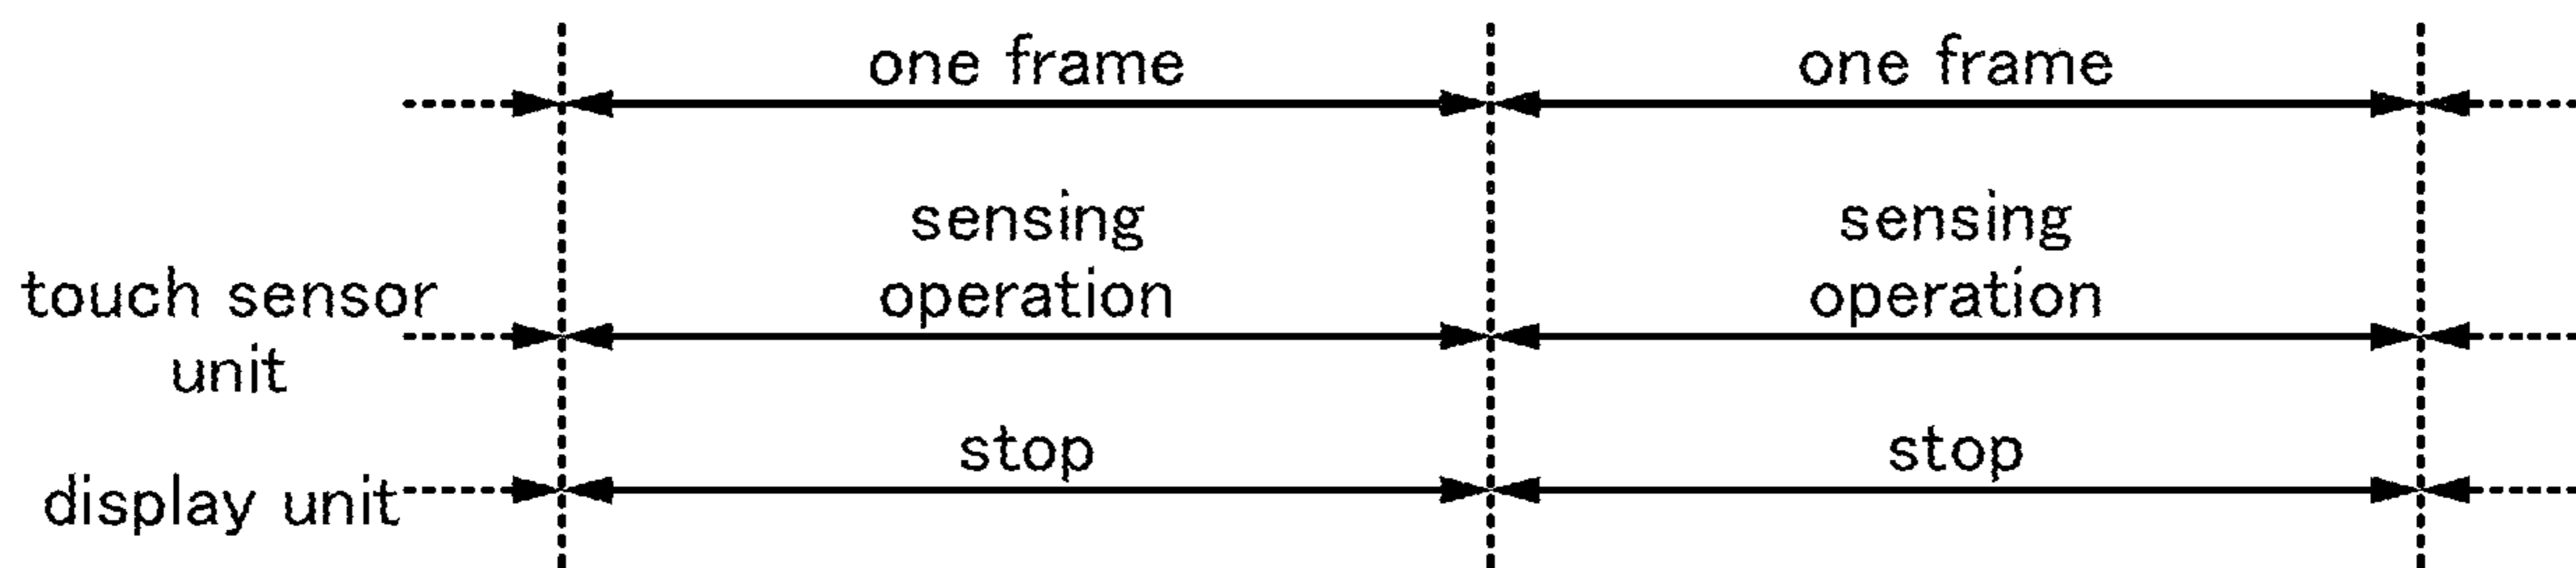 one frame
one frame
sensing
operation
sensing
operation
touch sensor
unit
stop
stop
display unit